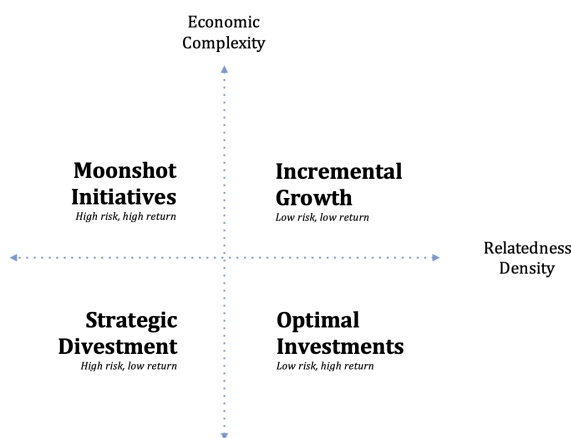 Economic
Complexity
Moonshot
Initiatives
High risk, high return
Incremental
Growth
Low risk, low return
Relatedness
Density
Strategic
Divestment
High risk, low return
Optimal
Investments
Low risk, high return